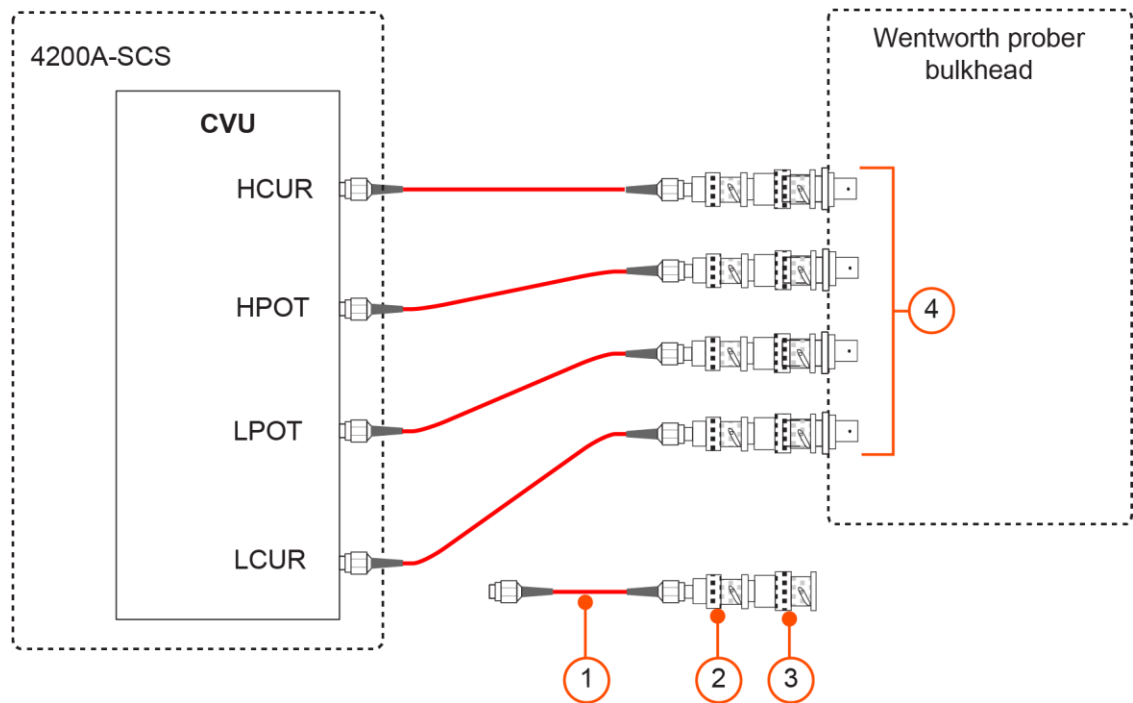 4200A-SCS
CVU
HCUR
HPOT
LPOT
LCUR
Wentworth prober
bulkhead
4
1
2
3